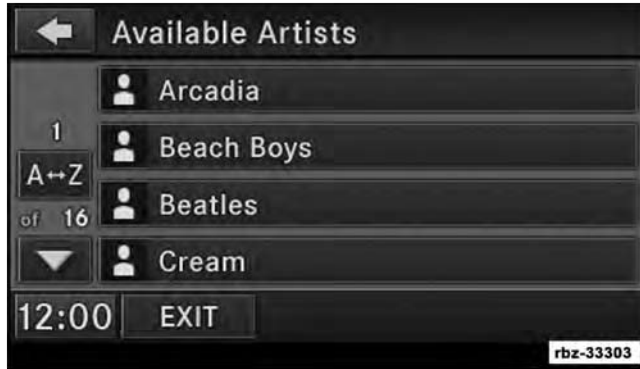 Available Artists
Arcadia
1
Beach Boys
A↔Z
Beatles
of 16
Cream
12:00 EXIT
rbz-33303